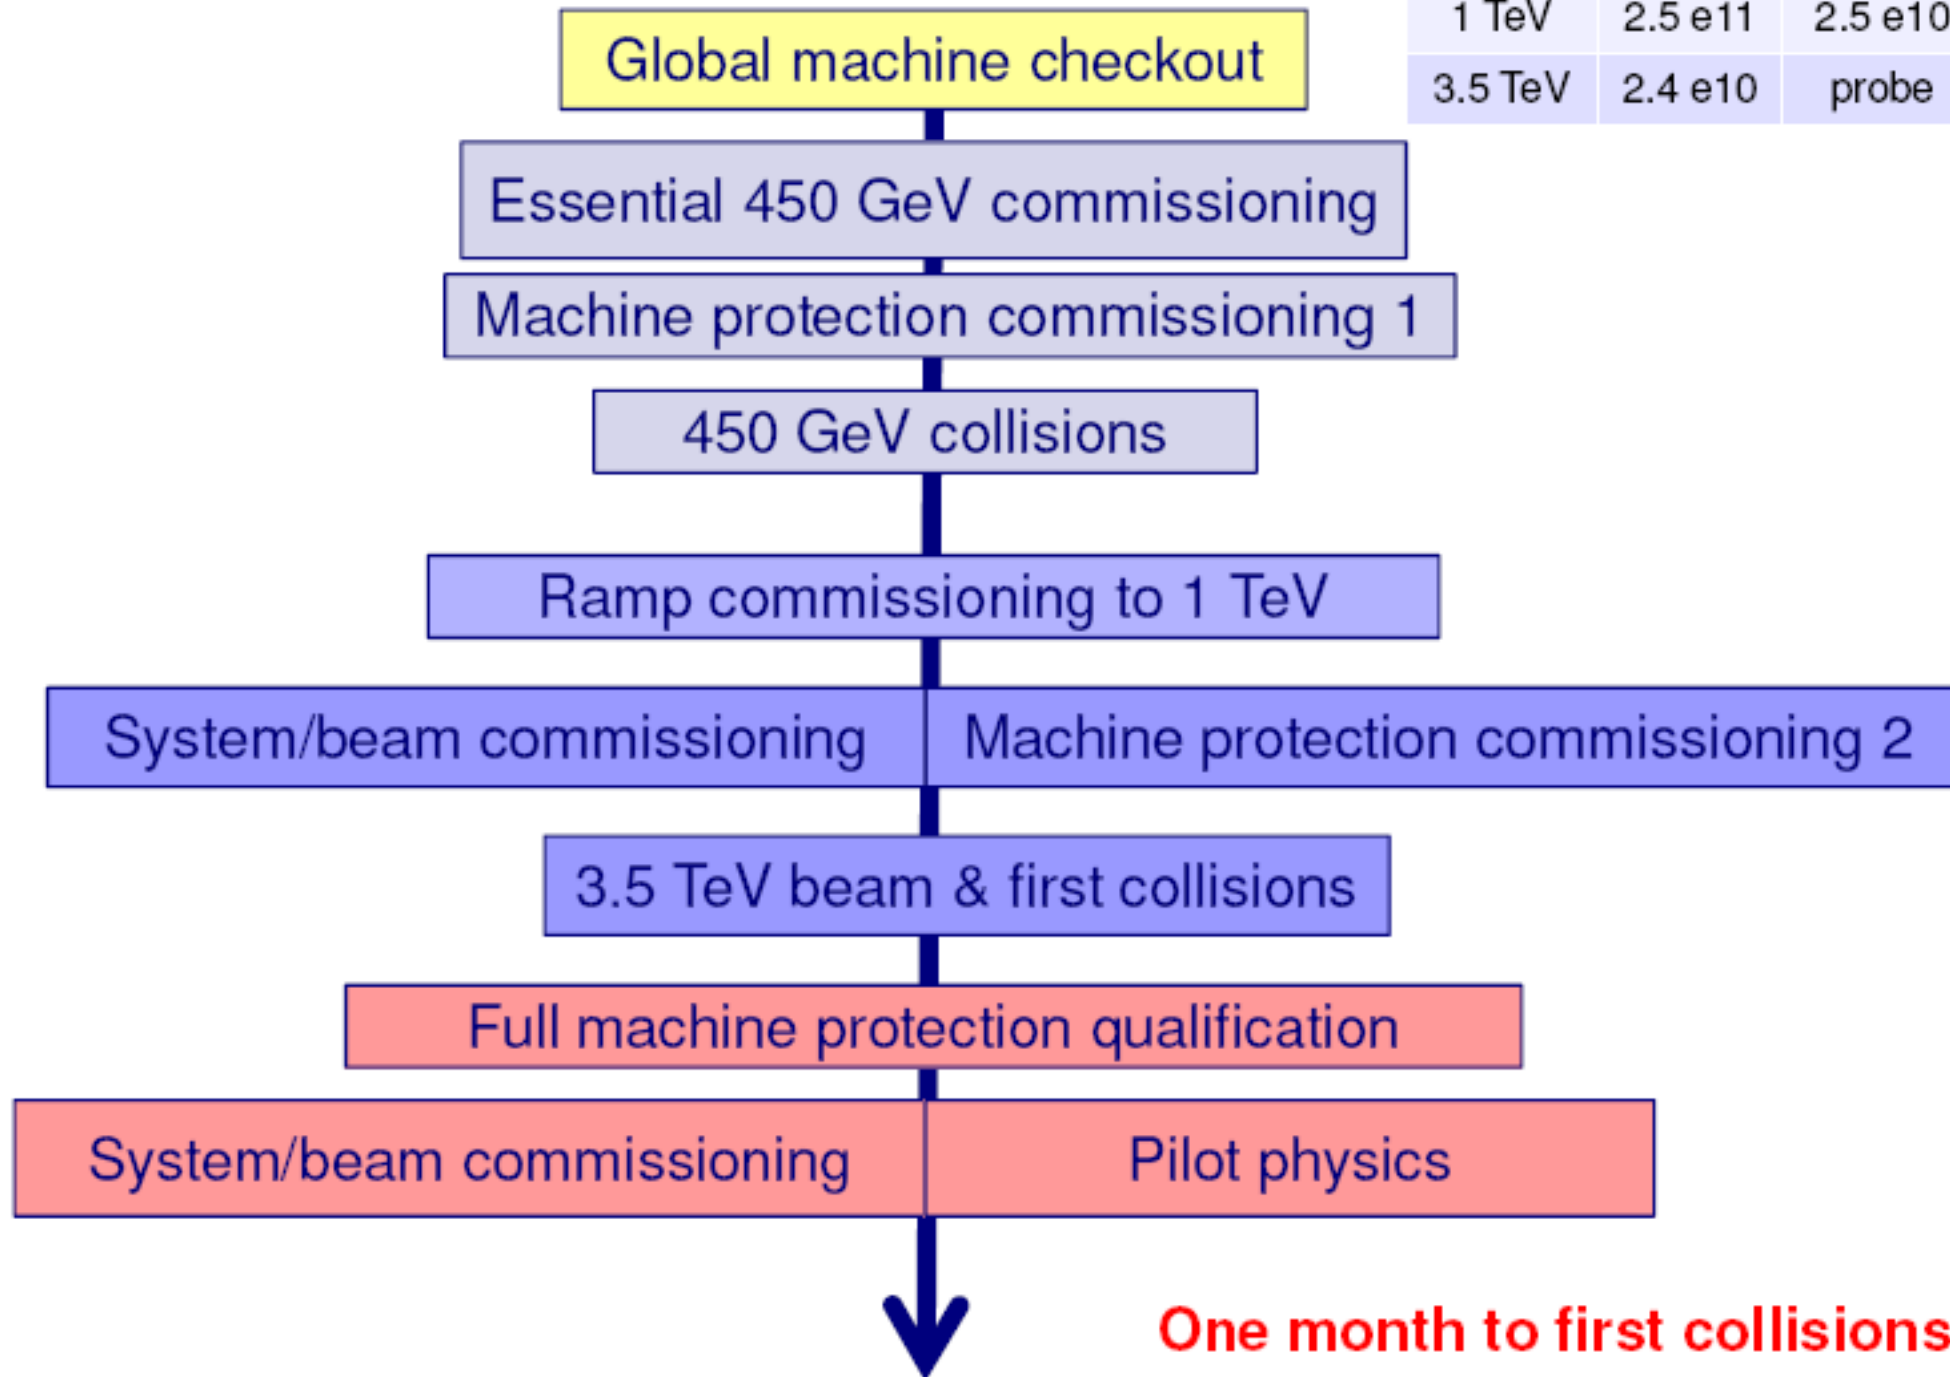 Global machine checkout
1 TeV 2.5 e11 2.5 e10
3.5 TeV 2.4 e10 probe
Essential 450 GeV commissioning
Machine protection commissioning 1
450 GeV collisions
Ramp commissioning to 1 TeV
System/beam commissioning Machine protection commissioning 2
3.5 TeV beam & first collisions
Full machine protection qualification
System/beam commissioning Pilot physics
One month to first collisions